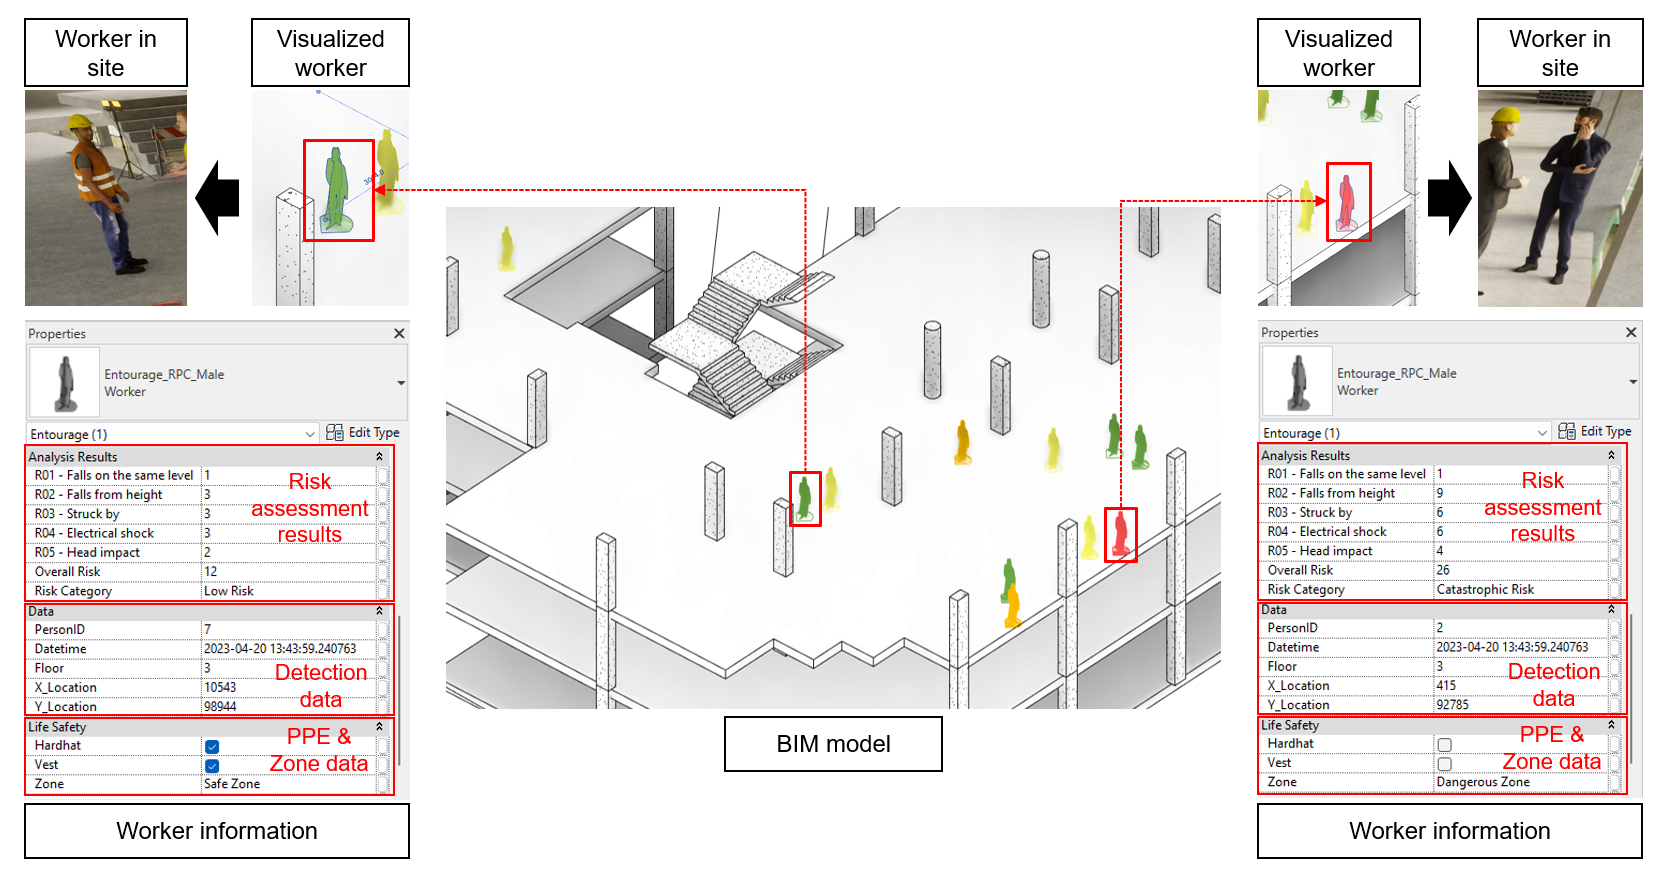 Worker in
site
Visualized
worker
Visualized
worker
Worker in
site
Properties
Entourage_RPC_Male
Worker
Entourage (1)
Edit Type
Analysis Results
R01 - Falls on the same level 1
R02 - Falls from height 3
R03 - Struck by 3
R04 - Electrical shock 3
R05 - Head impact 2
Overall Risk 12
Risk Category Low Risk
Risk
assessment
results
Data
PersonID 7
Datetime 2023-04-20 13:43:59.240763
Floor 3
X_Location 10543
Y_Location 98944
Detection
data
Life Safety
Hardhat
Vest
Zone Safe Zone
PPE &
Zone data
Worker information
BIM model
Properties
Entourage_RPC_Male
Worker
Entourage (1)
Edit Type
Analysis Results
R01 - Falls on the same level 1
R02 - Falls from height 9
R03 - Struck by 6
R04 - Electrical shock 6
R05 - Head impact 4
Overall Risk 26
Risk Category Catastrophic Risk
Risk
assessment
results
Data
PersonID 2
Datetime 2023-04-20 13:43:59.240763
Floor 3
X_Location 415
Y_Location 92785
Detection
data
Life Safety
Hardhat
Vest
Zone Dangerous Zone
PPE &
Zone data
Worker information